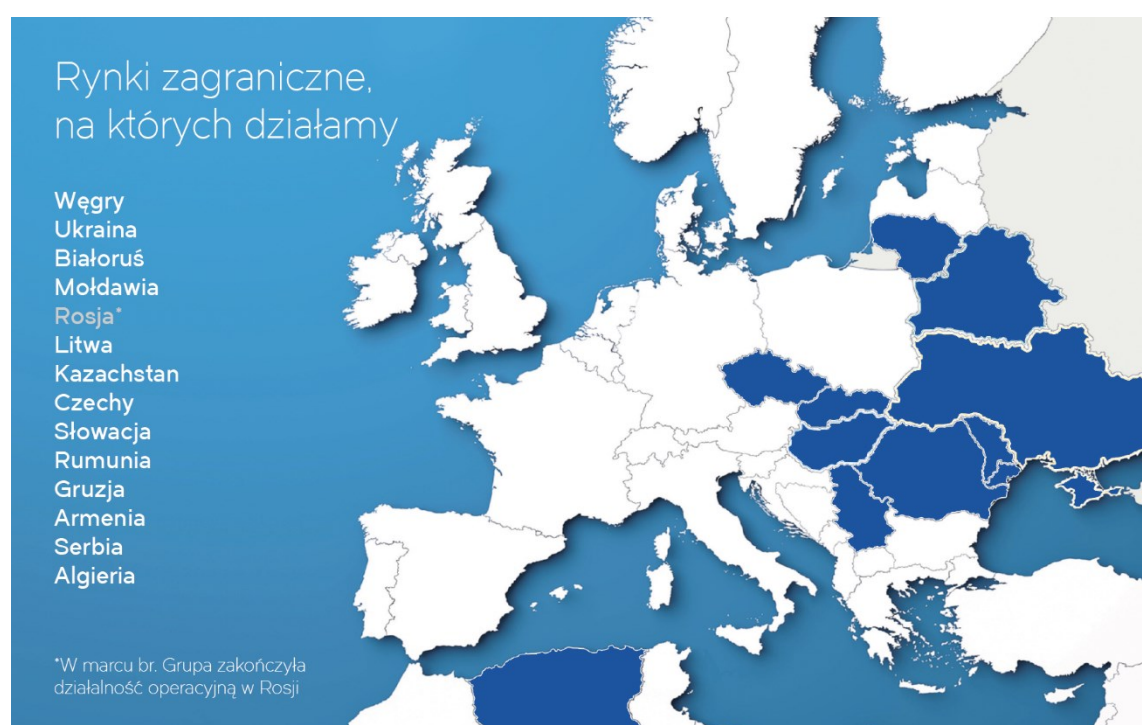 Rynki zagraniczne,
na których działamy
Węgry
Ukraina
Białoruś
Mołdawia
Rosja*
Litwa
Kazachstan
Czechy
Słowacja
Rumunia
Gruzja
Armenia
Serbia
Algieria
*W marcu br. Grupa zakończyła
działalność operacyjną w Rosji